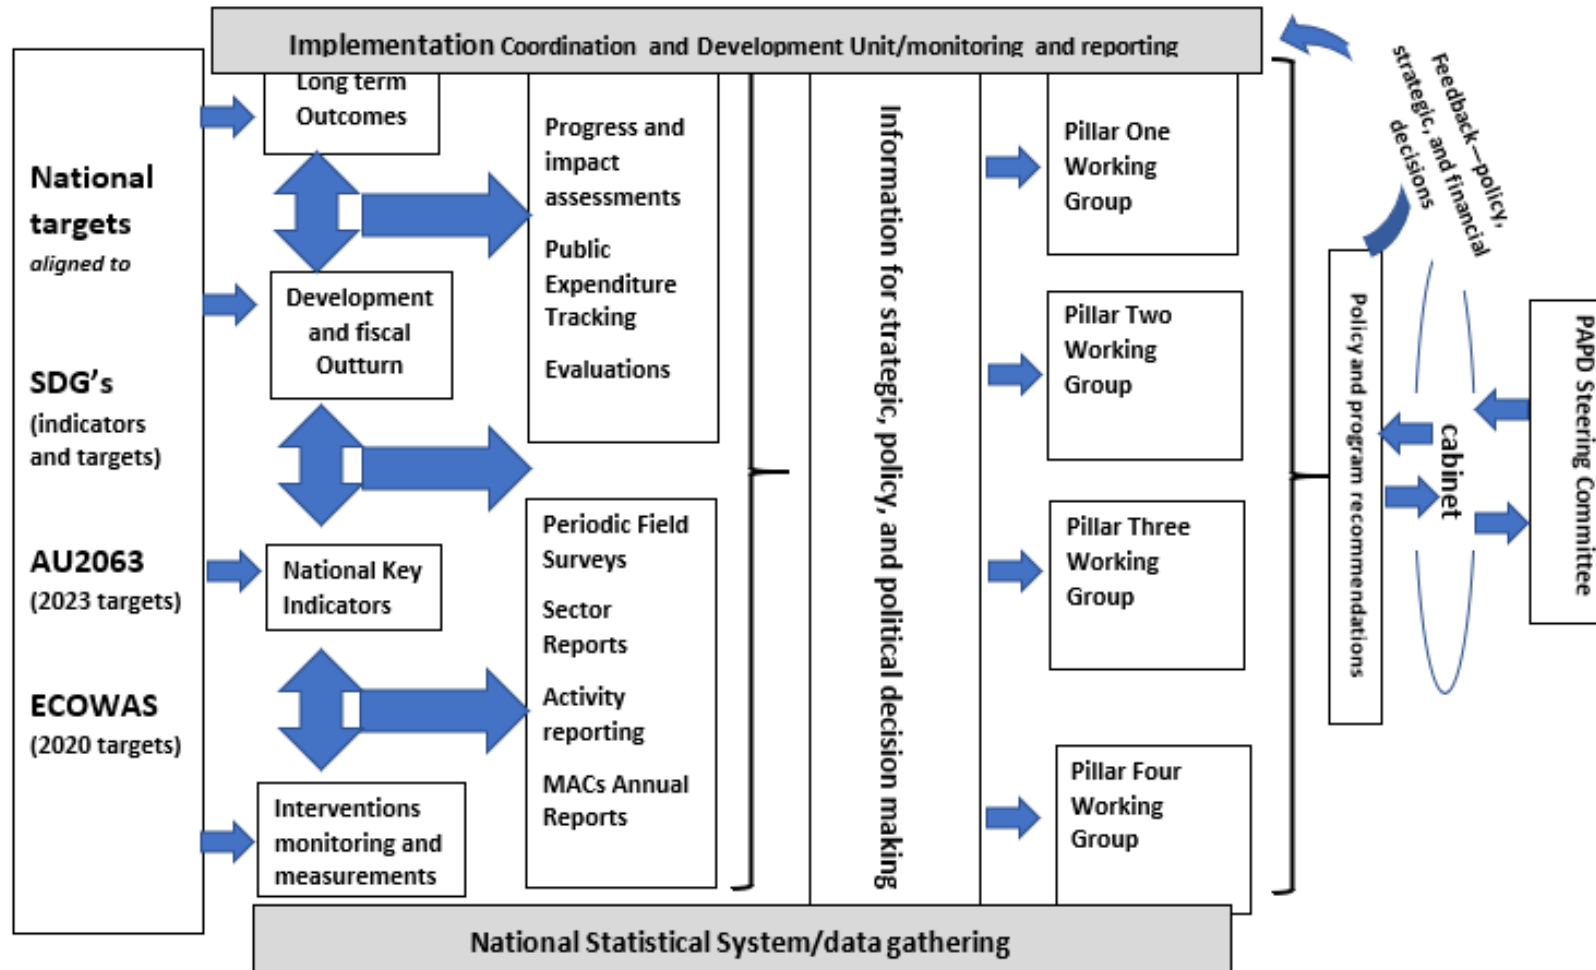 Implementation Coordination and Development Unit/monitoring and reporting
National
targets
aligned to
SDG's
(indicators
and targets)
AU2063
(2023 targets)
ECOWAS
(2020 targets)
Long term
Outcomes
Development
and fiscal
Outturn
National Key
Indicators
Interventions
monitoring and
measurements
Progress and
impact
assessments
Public
Expenditure
Tracking
Evaluations
Periodic Field
Surveys
Sector
Reports
Activity
reporting
MACs Annual
Reports
Information for strategic, policy, and political decision making
Pillar One
Working
Group
Pillar Two
Working
Group
Pillar Three
Working
Group
Pillar Four
Working
Group
Policy and program recommendations
Feedback—policy,
strategic, and financial
decisions
cabinet
PAPD Steering Committee
National Statistical System/data gathering